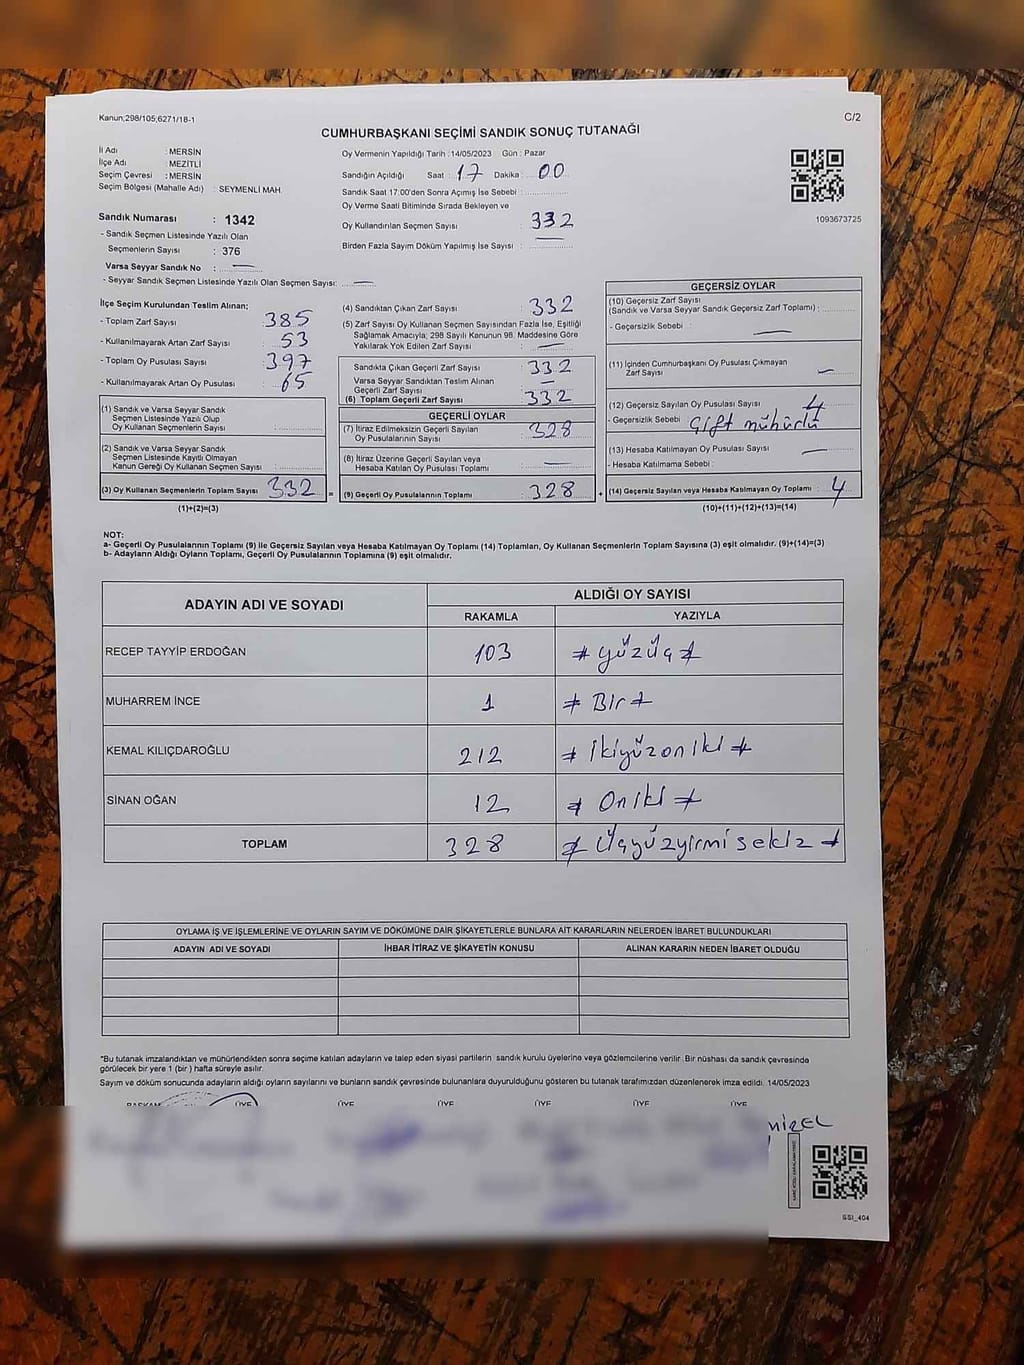 Kanun;298/105;6271/18-1
C/2
CUMHURBAŞKANI SEÇİMİ SANDIK SONUÇ TUTANAĞI
İl Adı : MERSİN
İlçe Adı : MEZİTLİ
Seçim Çevresi : MERSİN
Seçim Bölgesi (Mahalle Adı) : SEYMENLİ MAH
Sandık Numarası : 1342
- Sandık Seçmen Listesinde Yazılı Olan
Seçmenlerin Sayısı : 376
Varsa Seyyar Sandık No : —
- Seyyar Sandık Seçmen Listesinde Yazılı Olan Seçmen Sayısı: —
Oy Vermenin Yapıldığı Tarih : 14/05/2023 Gün : Pazar
Sandığın Açıldığı Saat : 17 Dakika : 00
Sandık Saat 17:00'den Sonra Açımış İse Sebebi :
Oy Verme Saati Bitiminde Sırada Bekleyen ve
Oy Kullandırılan Seçmen Sayısı : 332
Birden Fazla Sayım Döküm Yapılmış İse Sayısı : —
1093673725
İlçe Seçim Kurulundan Teslim Alınan;
- Toplam Zarf Sayısı : 385
- Kullanılmayarak Artan Zarf Sayısı : 53
- Toplam Oy Pusulası Sayısı : 397
- Kullanılmayarak Artan Oy Pusulası : 65
(1) Sandık ve Varsa Seyyar Sandık
Seçmen Listesinde Yazılı Olup
Oy Kullanan Seçmenlerin Sayısı :
(2) Sandık ve Varsa Seyyar Sandık
Seçmen Listesinde Kayıtlı Olmayan
Kanun Gereği Oy Kullanan Seçmen Sayısı :
(3) Oy Kullanan Seçmenlerin Toplam Sayısı : 332
(1)+(2)=(3)
=
(4) Sandıktan Çıkan Zarf Sayısı : 332
(5) Zarf Sayısı Oy Kullanan Seçmen Sayısından Fazla İse, Eşitliği
Sağlamak Amacıyla; 298 Sayılı Kanunun 98. Maddesine Göre
Yakılarak Yok Edilen Zarf Sayısı : —
Sandıkta Çıkan Geçerli Zarf Sayısı : 332
Varsa Seyyar Sandıktan Teslim Alınan
Geçerli Zarf Sayısı : —
(6) Toplam Geçerli Zarf Sayısı : 332
GEÇERLİ OYLAR
(7) İtiraz Edilmeksizin Geçerli Sayılan
Oy Pusulalarının Sayısı : 328
(8) İtiraz Üzerine Geçerli Sayılan veya
Hesaba Katılan Oy Pusulası Toplamı : —
(9) Geçerli Oy Pusulalarının Toplamı : 328
+
GEÇERSİZ OYLAR
(10) Geçersiz Zarf Sayısı
(Sandık ve Varsa Seyyar Sandık Geçersiz Zarf Toplamı) :
- Geçersizlik Sebebi : —
(11) İçinden Cumhurbaşkanı Oy Pusulası Çıkmayan
Zarf Sayısı : —
(12) Geçersiz Sayılan Oy Pusulası Sayısı : 4
- Geçersizlik Sebebi : Çift mühürlü
(13) Hesaba Katılmayan Oy Pusulası Sayısı : —
- Hesaba Katılmama Sebebi :
(14) Geçersiz Sayılan veya Hesaba Katılmayan Oy Toplamı : 4
(10)+(11)+(12)+(13)=(14)
NOT:
a- Geçerli Oy Pusulalarının Toplamı (9) ile Geçersiz Sayılan veya Hesaba Katılmayan Oy Toplamı (14) Toplamları, Oy Kullanan Seçmenlerin Toplam Sayısına (3) eşit olmalıdır. (9)+(14)=(3)
b- Adayların Aldığı Oyların Toplamı, Geçerli Oy Pusulalarının Toplamına (9) eşit olmalıdır.
ADAYIN ADI VE SOYADI ALDIĞI OY SAYISI
RAKAMLA YAZIYLA
RECEP TAYYİP ERDOĞAN 103 # yüzüç #
MUHARREM İNCE 1 # Bir #
KEMAL KILIÇDAROĞLU 212 # İkiyüzoniki #
SİNAN OĞAN 12 # Oniki #
TOPLAM 328 # Üçyüzyirmisekiz #
OYLAMA İŞ VE İŞLEMLERİNE VE OYLARIN SAYIM VE DÖKÜMÜNE DAİR ŞİKAYETLERLE BUNLARA AİT KARARLARIN NELERDEN İBARET BULUNDUKLARI
ADAYIN ADI VE SOYADI İHBAR İTİRAZ VE ŞİKAYETİN KONUSU ALINAN KARARIN NEDEN İBARET OLDUĞU
"Bu tutanak imzalandıktan ve mühürlendikten sonra seçime katılan adayların ve talep eden siyasi partilerin sandık kurulu üyelerine veya gözlemcilerine verilir. Bir nüshası da sandık çevresinde
görülecek bir yere 1 (bir) hafta süreyle asılır.
Sayım ve döküm sonucunda adayların aldığı oyların sayılarını ve bunların sandık çevresinde bulunanlara duyurulduğunu gösteren bu tutanak tarafımızdan düzenlenerek imza edildi. 14/05/2023
BAŞKAN ÜYE ÜYE ÜYE ÜYE ÜYE ÜYE
SSI_404